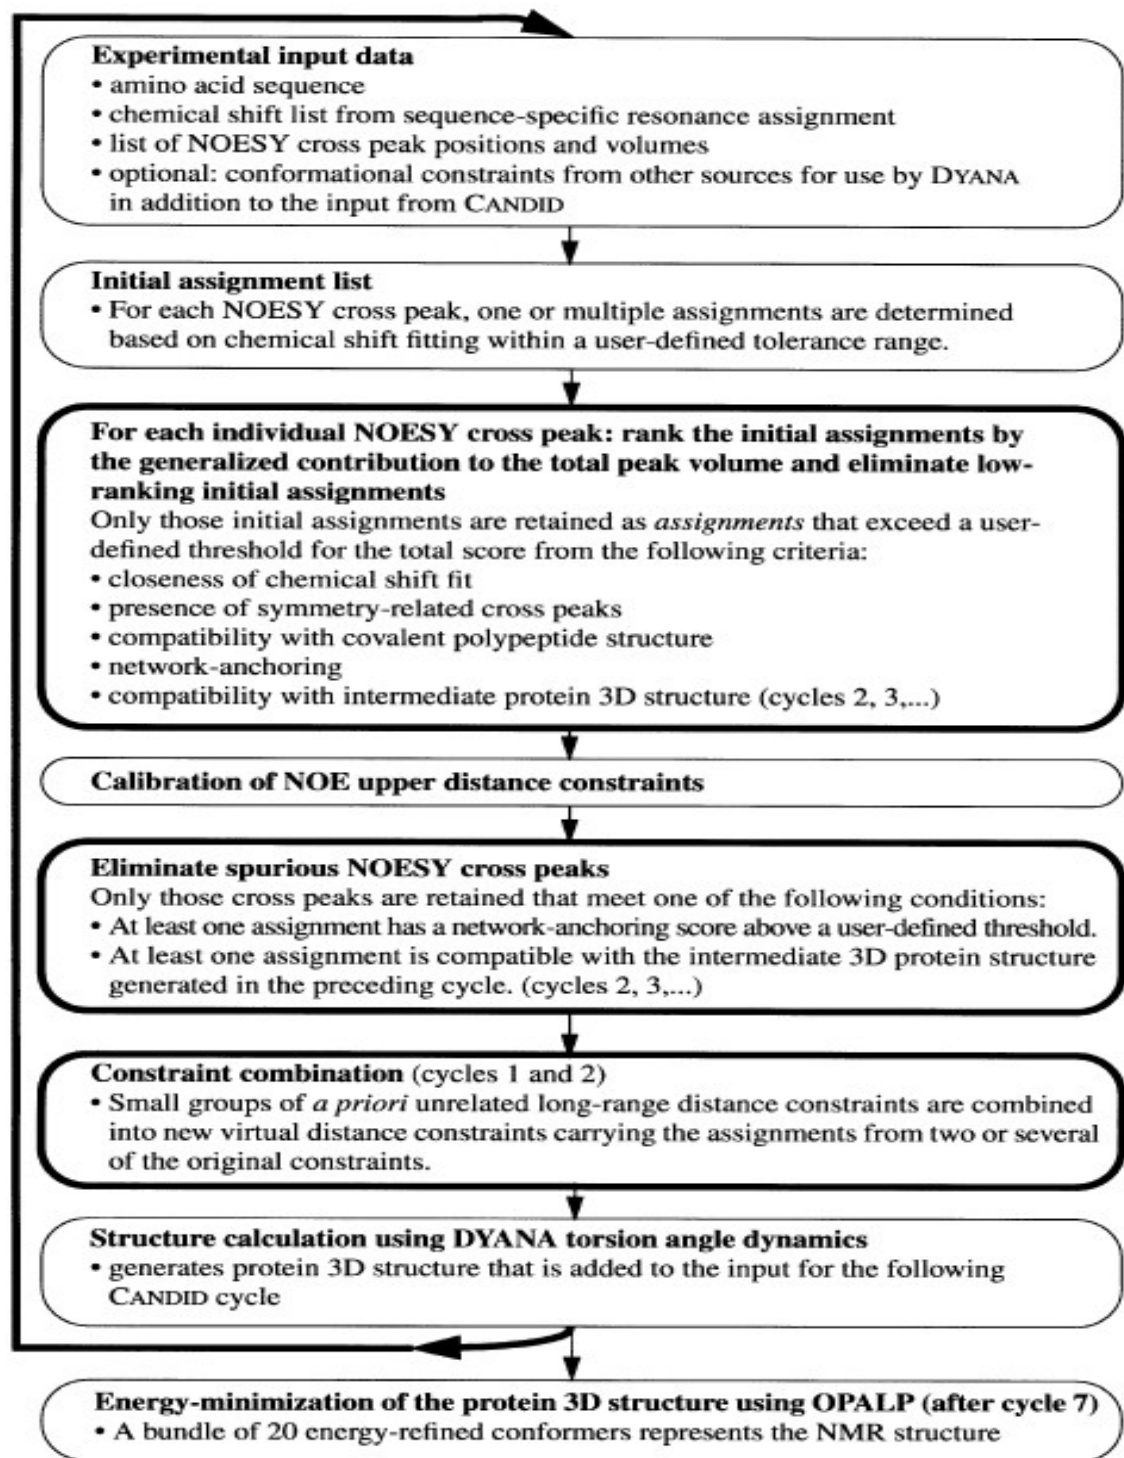 Experimental input data
• amino acid sequence
• chemical shift list from sequence-specific resonance assignment
• list of NOESY cross peak positions and volumes
• optional: conformational constraints from other sources for use by DYANA
in addition to the input from CANDID
Initial assignment list
• For each NOESY cross peak, one or multiple assignments are determined
based on chemical shift fitting within a user-defined tolerance range.
For each individual NOESY cross peak: rank the initial assignments by
the generalized contribution to the total peak volume and eliminate low-
ranking initial assignments
Only those initial assignments are retained as assignments that exceed a user-
defined threshold for the total score from the following criteria:
• closeness of chemical shift fit
• presence of symmetry-related cross peaks
• compatibility with covalent polypeptide structure
• network-anchoring
• compatibility with intermediate protein 3D structure (cycles 2, 3,...)
Calibration of NOE upper distance constraints
Eliminate spurious NOESY cross peaks
Only those cross peaks are retained that meet one of the following conditions:
• At least one assignment has a network-anchoring score above a user-defined threshold.
• At least one assignment is compatible with the intermediate 3D protein structure
generated in the preceding cycle. (cycles 2, 3,...)
Constraint combination (cycles 1 and 2)
• Small groups of a priori unrelated long-range distance constraints are combined
into new virtual distance constraints carrying the assignments from two or several
of the original constraints.
Structure calculation using DYANA torsion angle dynamics
• generates protein 3D structure that is added to the input for the following
CANDID cycle
Energy-minimization of the protein 3D structure using OPALP (after cycle 7)
• A bundle of 20 energy-refined conformers represents the NMR structure